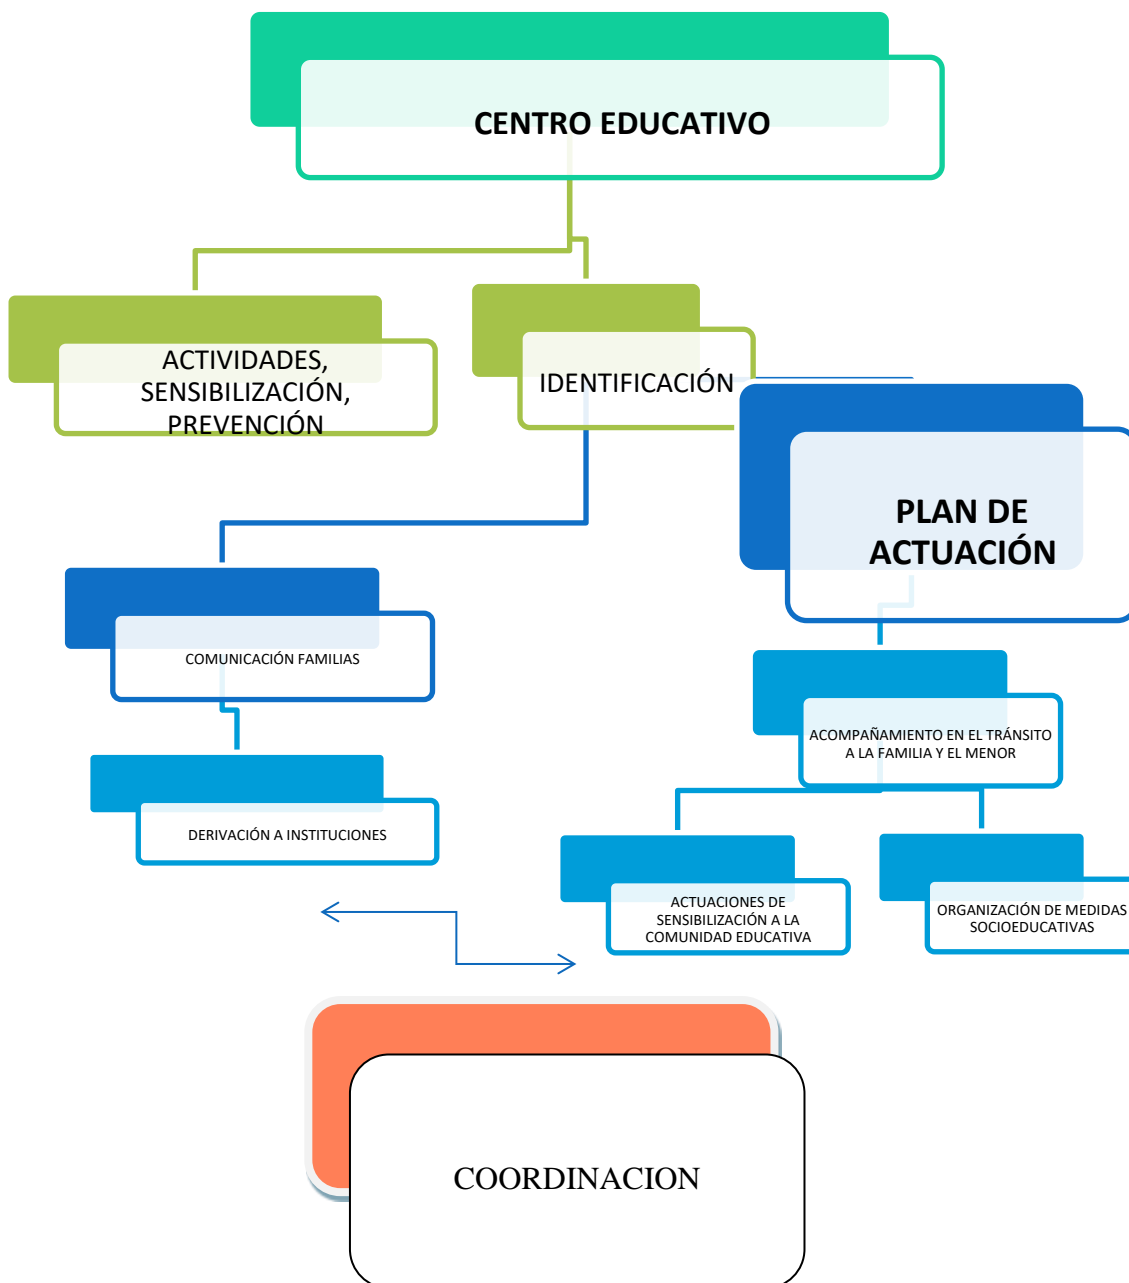 CENTRO EDUCATIVO
ACTIVIDADES,
SENSIBILIZACIÓN,
PREVENCIÓN
IDENTIFICACIÓN
PLAN DE
ACTUACIÓN
COMUNICACIÓN FAMILIAS
ACOMPAÑAMIENTO EN EL TRÁNSITO
A LA FAMILIA Y EL MENOR
DERIVACIÓN A INSTITUCIONES
ACTUACIONES DE
SENSIBILIZACIÓN A LA
COMUNIDAD EDUCATIVA
ORGANIZACIÓN DE MEDIDAS
SOCIOEDUCATIVAS
COORDINACION